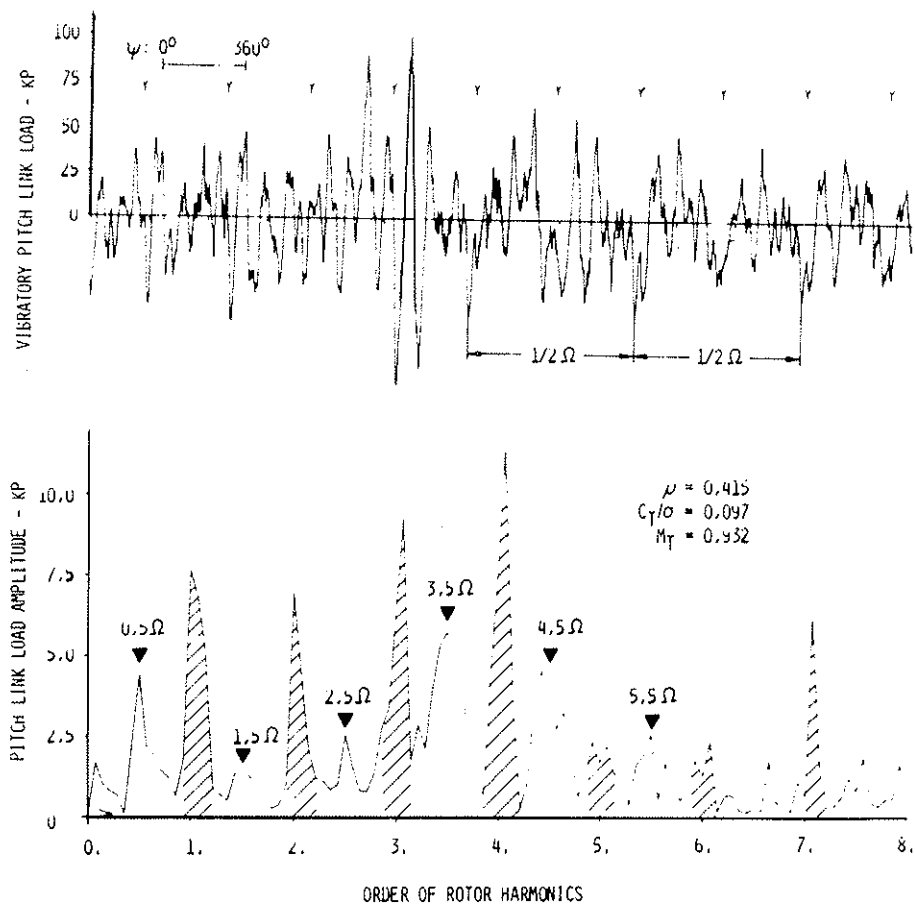 VIBRATORY PITCH LINK LOAD - KP
100
75
50
25
0
ψ: 0° 360°
1/2 Ω 1/2 Ω
PITCH LINK LOAD AMPLITUDE - KP
10,0
7,5
5,0
2,5
0
0,5Ω
1,5Ω
2,5Ω
3,5Ω
4,5Ω
5,5Ω
μ = 0,415
C_T/σ = 0,097
M_T = 0,932
0. 1. 2. 3. 4. 5. 6. 7. 8.
ORDER OF ROTOR HARMONICS